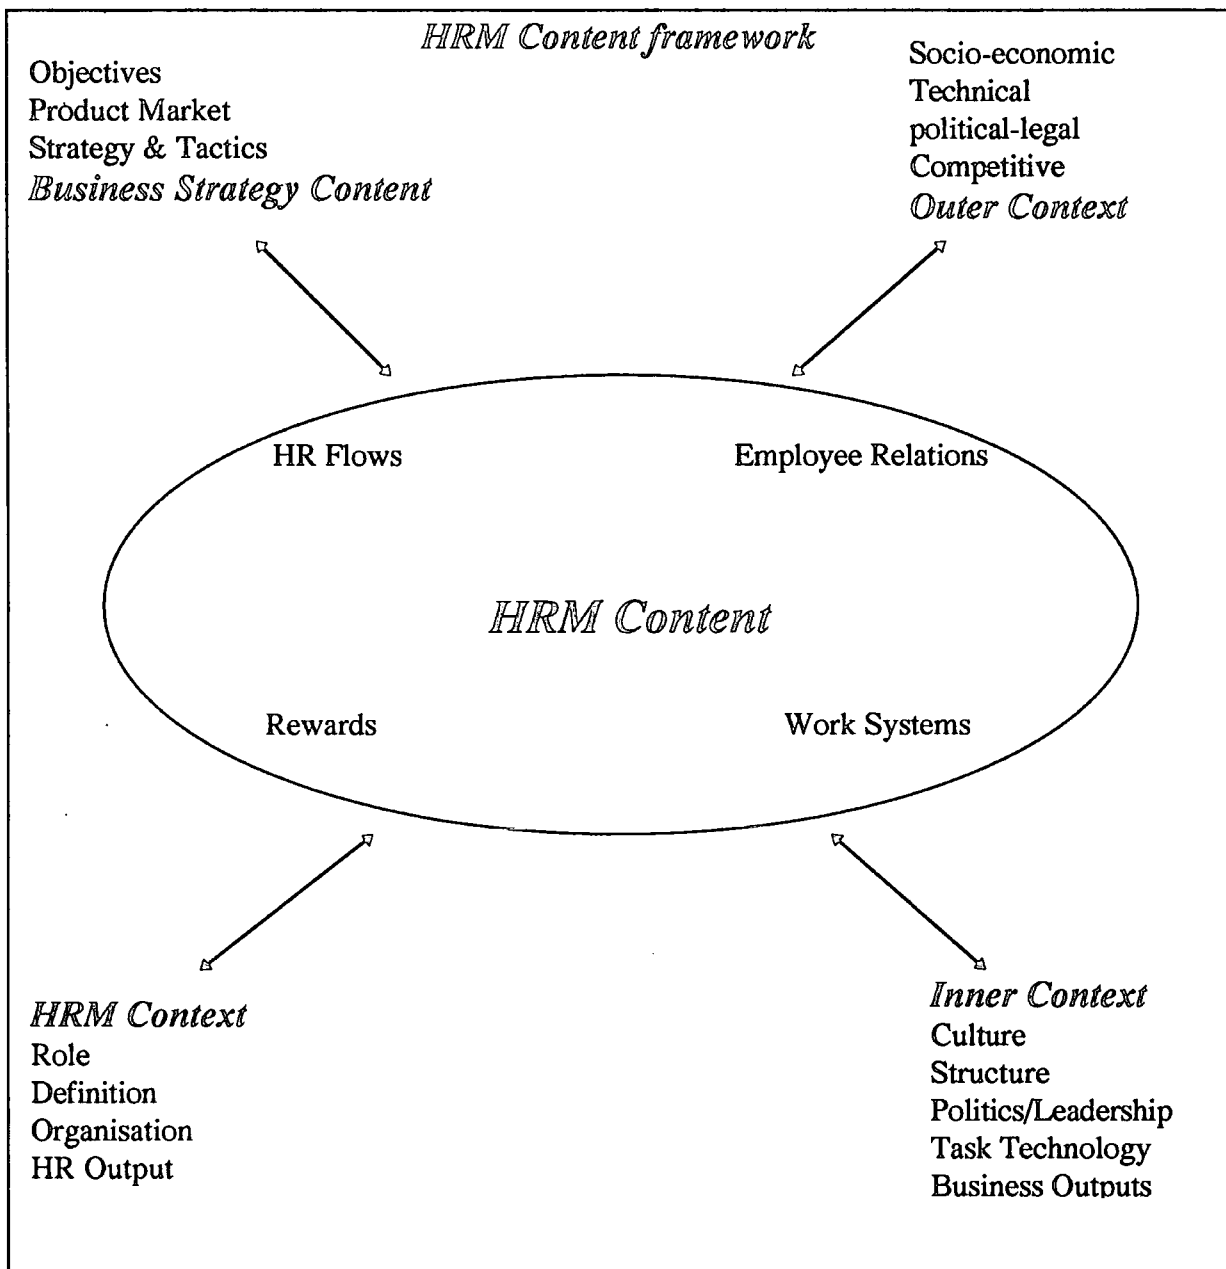 HRM Content framework
Objectives
Product Market
Strategy & Tactics
Business Strategy Content
Socio-economic
Technical
political-legal
Competitive
Outer Context
HR Flows
Employee Relations
HRM Content
Rewards
Work Systems
HRM Context
Role
Definition
Organisation
HR Output
Inner Context
Culture
Structure
Politics/Leadership
Task Technology
Business Outputs